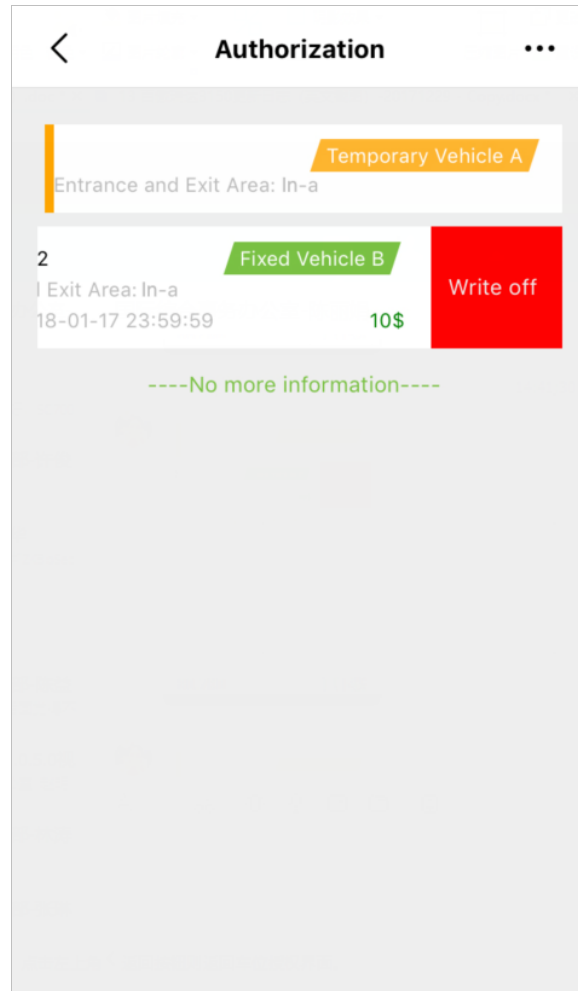 Authorization
Temporary Vehicle A
Entrance and Exit Area: In-a
2
Fixed Vehicle B
l Exit Area: In-a
Write off
18-01-17 23:59:59
10$
----No more information----